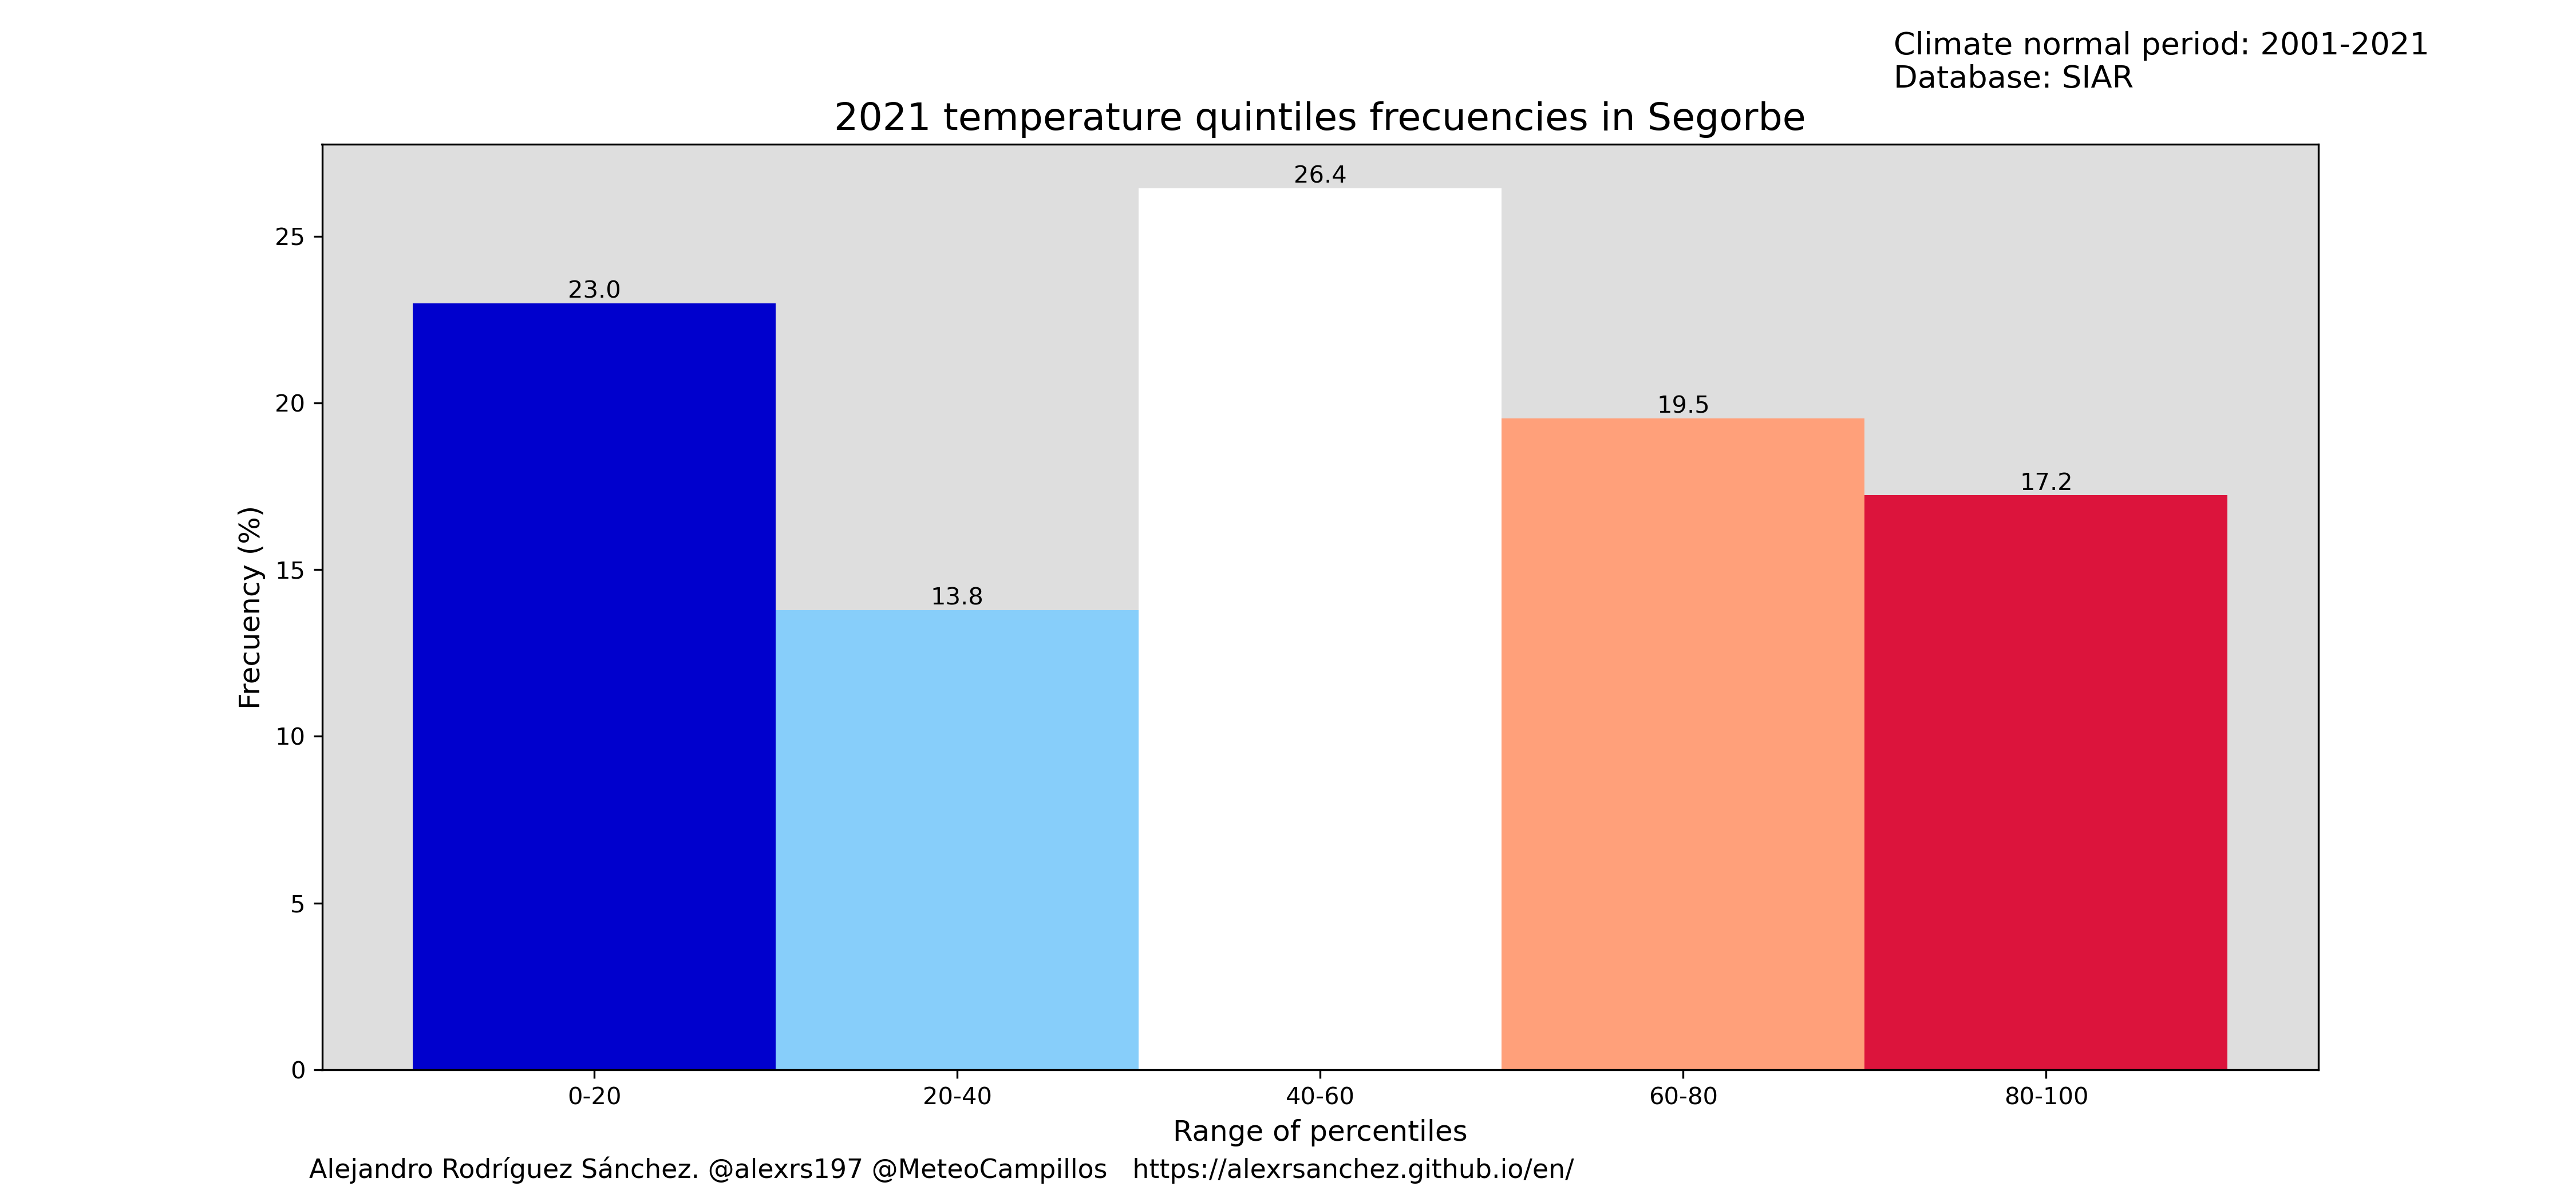 Climate normal period: 2001-2021
Database: SIAR
2021 temperature quintiles frecuencies in Segorbe
26.4
25
23.0
20
19.5
17.2
15
13.8
10
5
0
Frecuency (%)
0-20 20-40 40-60 60-80 80-100
Range of percentiles
Alejandro Rodríguez Sánchez. @alexrs197 @MeteoCampillos https://alexrsanchez.github.io/en/